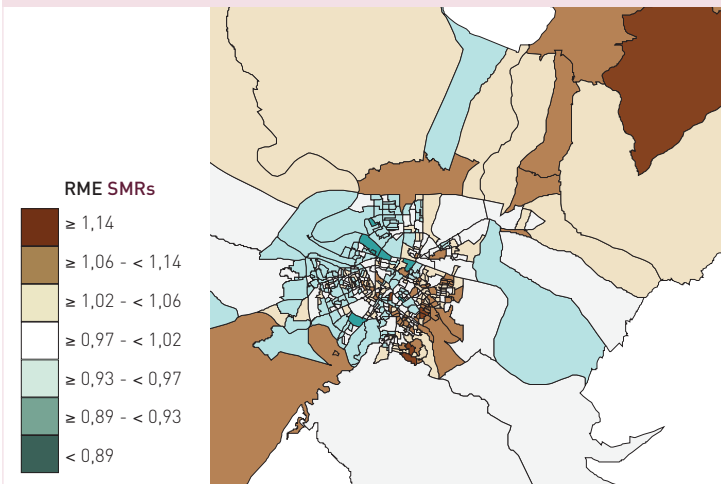 RME SMRs
≥ 1,14
≥ 1,06 - < 1,14
≥ 1,02 - < 1,06
≥ 0,97 - < 1,02
≥ 0,93 - < 0,97
≥ 0,89 - < 0,93
< 0,89